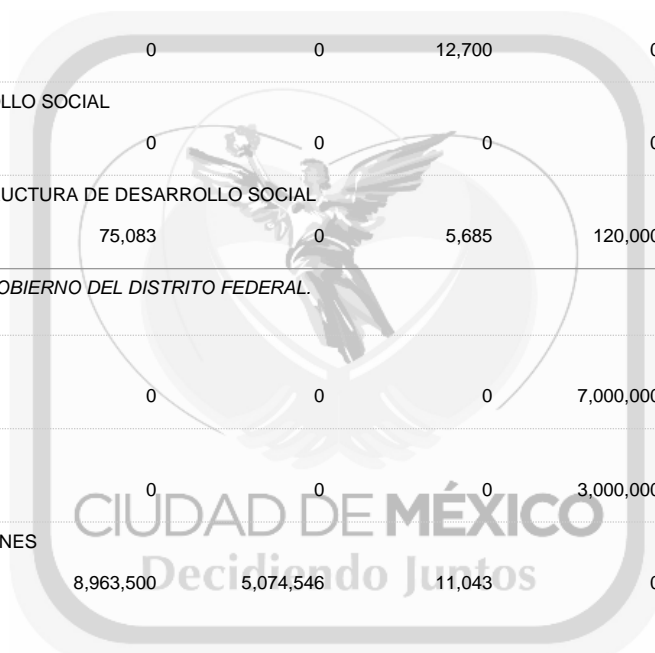 0 0 12,700 0
OLLO SOCIAL
0 0 0 0
UCTURA DE DESARROLLO SOCIAL
75,083 0 5,685 120,000
OBIERNO DEL DISTRITO FEDERAL.
0 0 0 7,000,000
0 0 0 3,000,000
CIUDAD DE MÉXICO
NES
Decidiendo Juntos
8,963,500 5,074,546 11,043 0